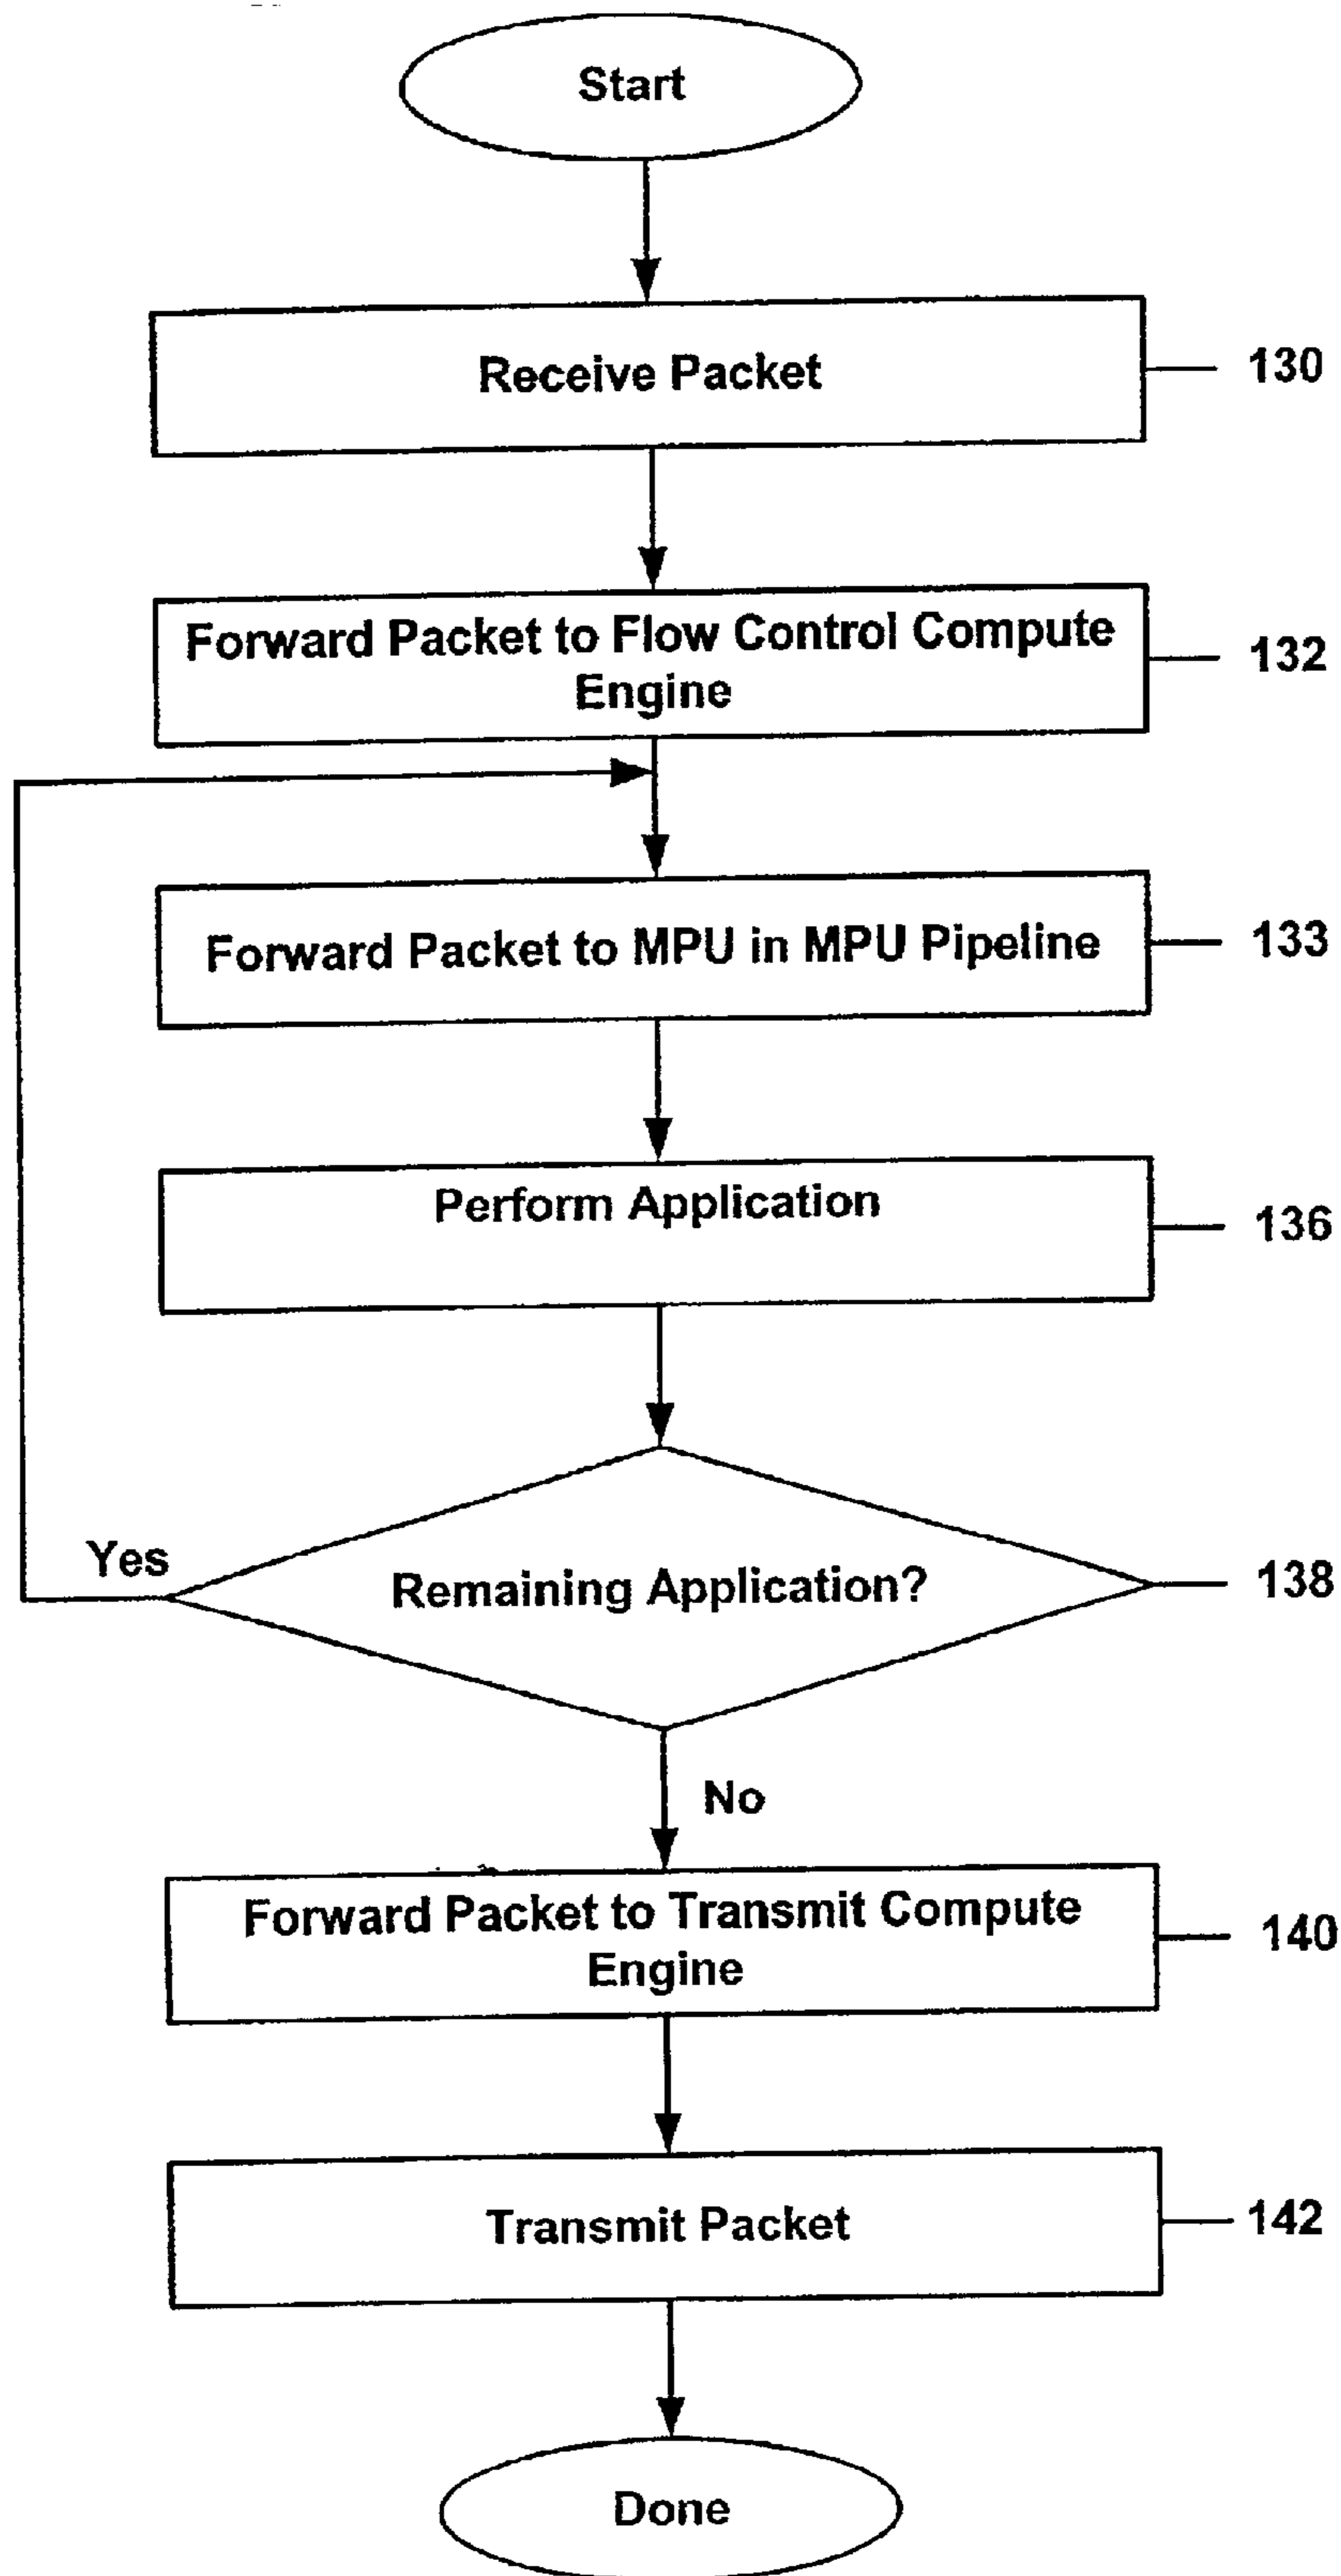 Start
Receive Packet
130
Forward Packet to Flow Control Compute
Engine
132
Forward Packet to MPU in MPU Pipeline
133
Perform Application
136
Yes
Remaining Application?
138
No
Forward Packet to Transmit Compute
Engine
140
Transmit Packet
142
Done